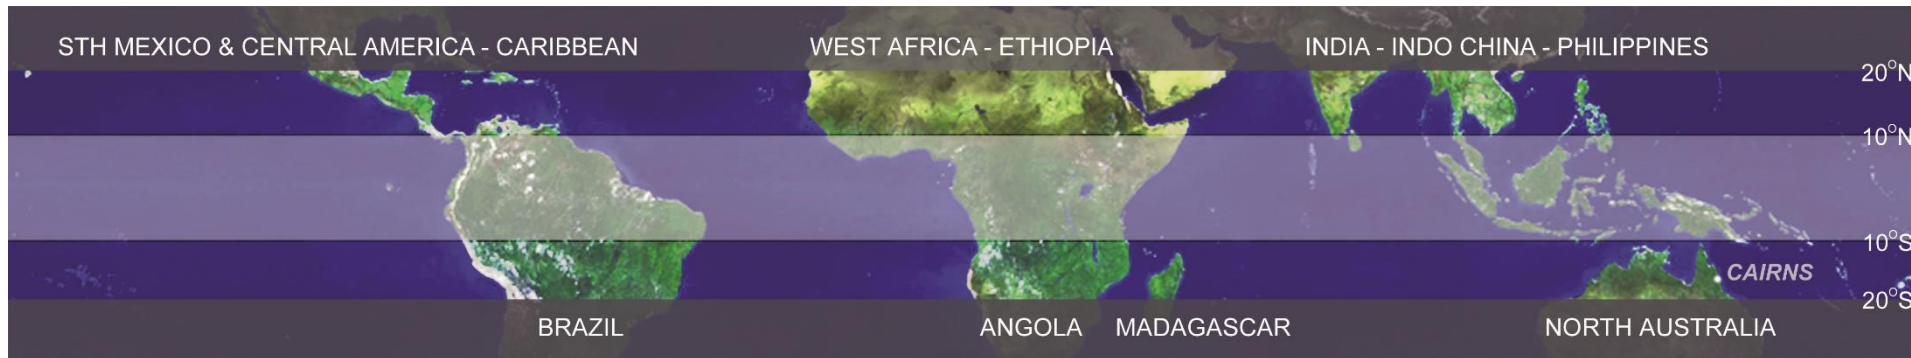 STH MEXICO & CENTRAL AMERICA - CARIBBEAN
WEST AFRICA - ETHIOPIA
INDIA - INDO CHINA - PHILIPPINES
20°N
10°N
10°S
CAIRNS
20°S
BRAZIL
ANGOLA
MADAGASCAR
NORTH AUSTRALIA